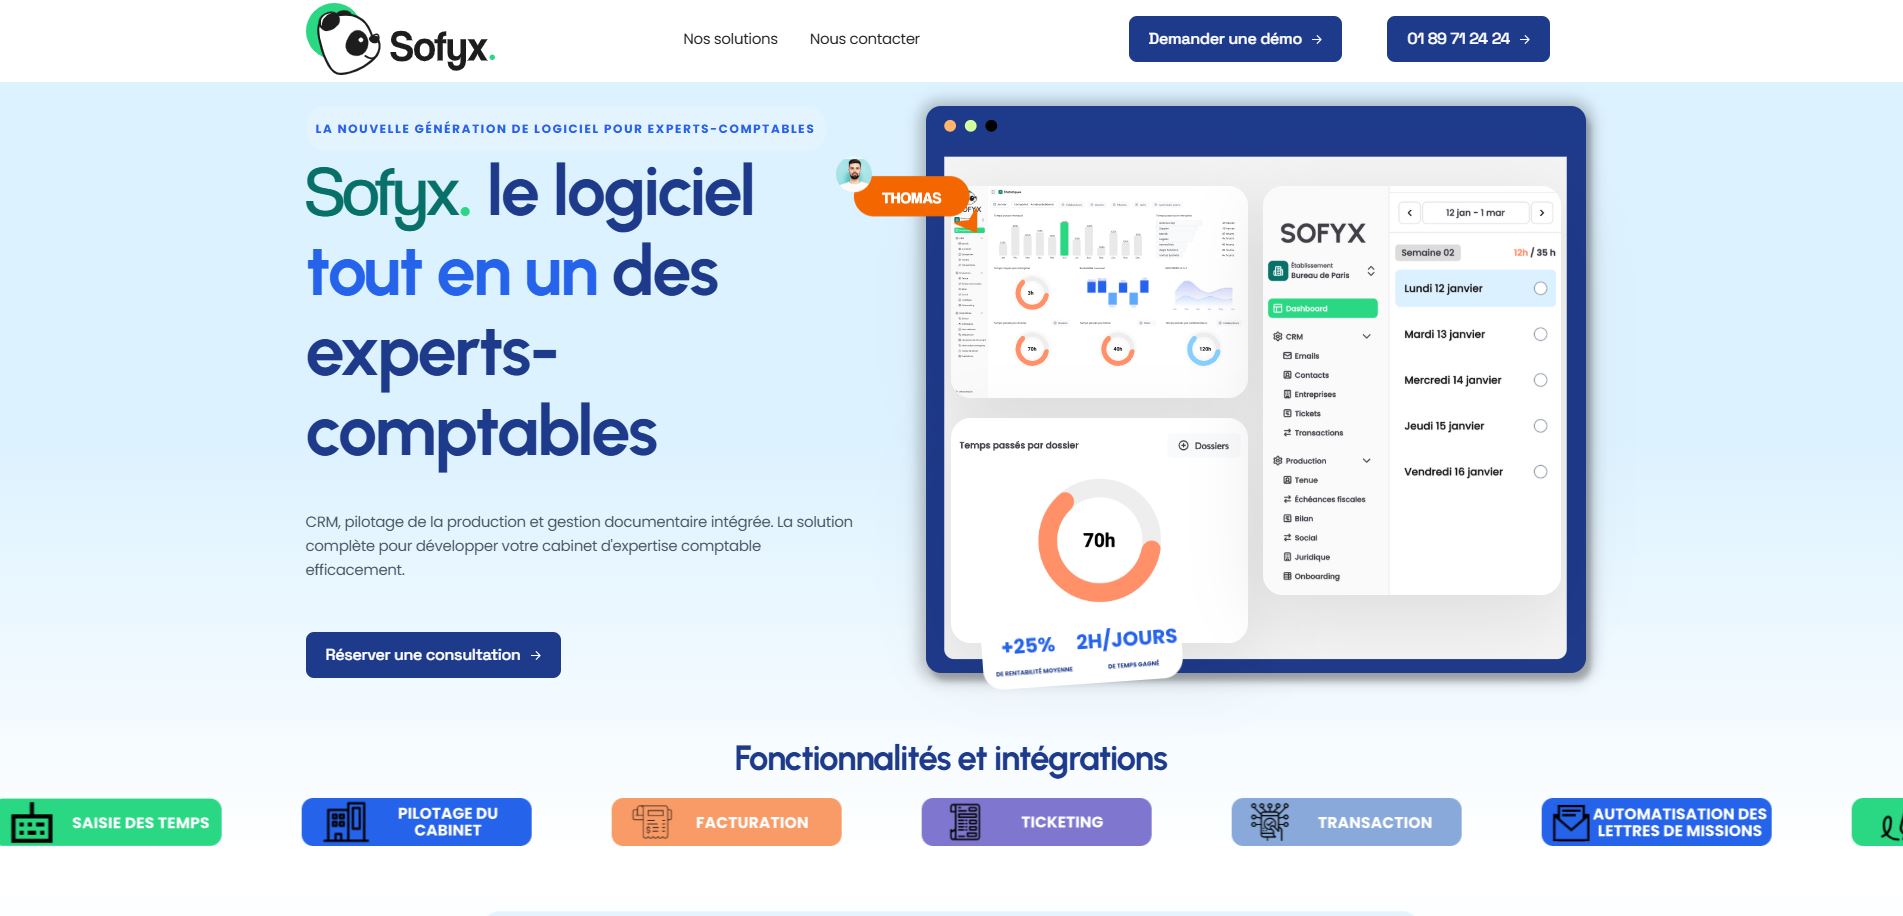 Sofyx.
Nos solutions
Nous contacter
Demander une démo →
01 89 71 24 24 →
LA NOUVELLE GÉNÉRATION DE LOGICIEL POUR EXPERTS-COMPTABLES
Sofyx. le logiciel
tout en un des
experts-
comptables
CRM, pilotage de la production et gestion documentaire intégrée. La solution
complète pour développer votre cabinet d'expertise comptable
efficacement.
Réserver une consultation →
THOMAS
Statistiques
3h
70h
40h
120h
Temps passés par dossier
Dossiers
70h
+25%
DE RENTABILITÉ MOYENNE
2H/JOURS
DE TEMPS GAGNÉ
SOFYX
Établissement
Bureau de Paris
Dashboard
CRM
Emails
Contacts
Entreprises
Tickets
Transactions
Production
Tenue
Échéances fiscales
Bilan
Social
Juridique
Onboarding
12 jan - 1 mar
Semaine 02
12h / 35 h
Lundi 12 janvier
Mardi 13 janvier
Mercredi 14 janvier
Jeudi 15 janvier
Vendredi 16 janvier
Fonctionnalités et intégrations
SAISIE DES TEMPS
PILOTAGE DU
CABINET
FACTURATION
TICKETING
TRANSACTION
AUTOMATISATION DES
LETTRES DE MISSIONS